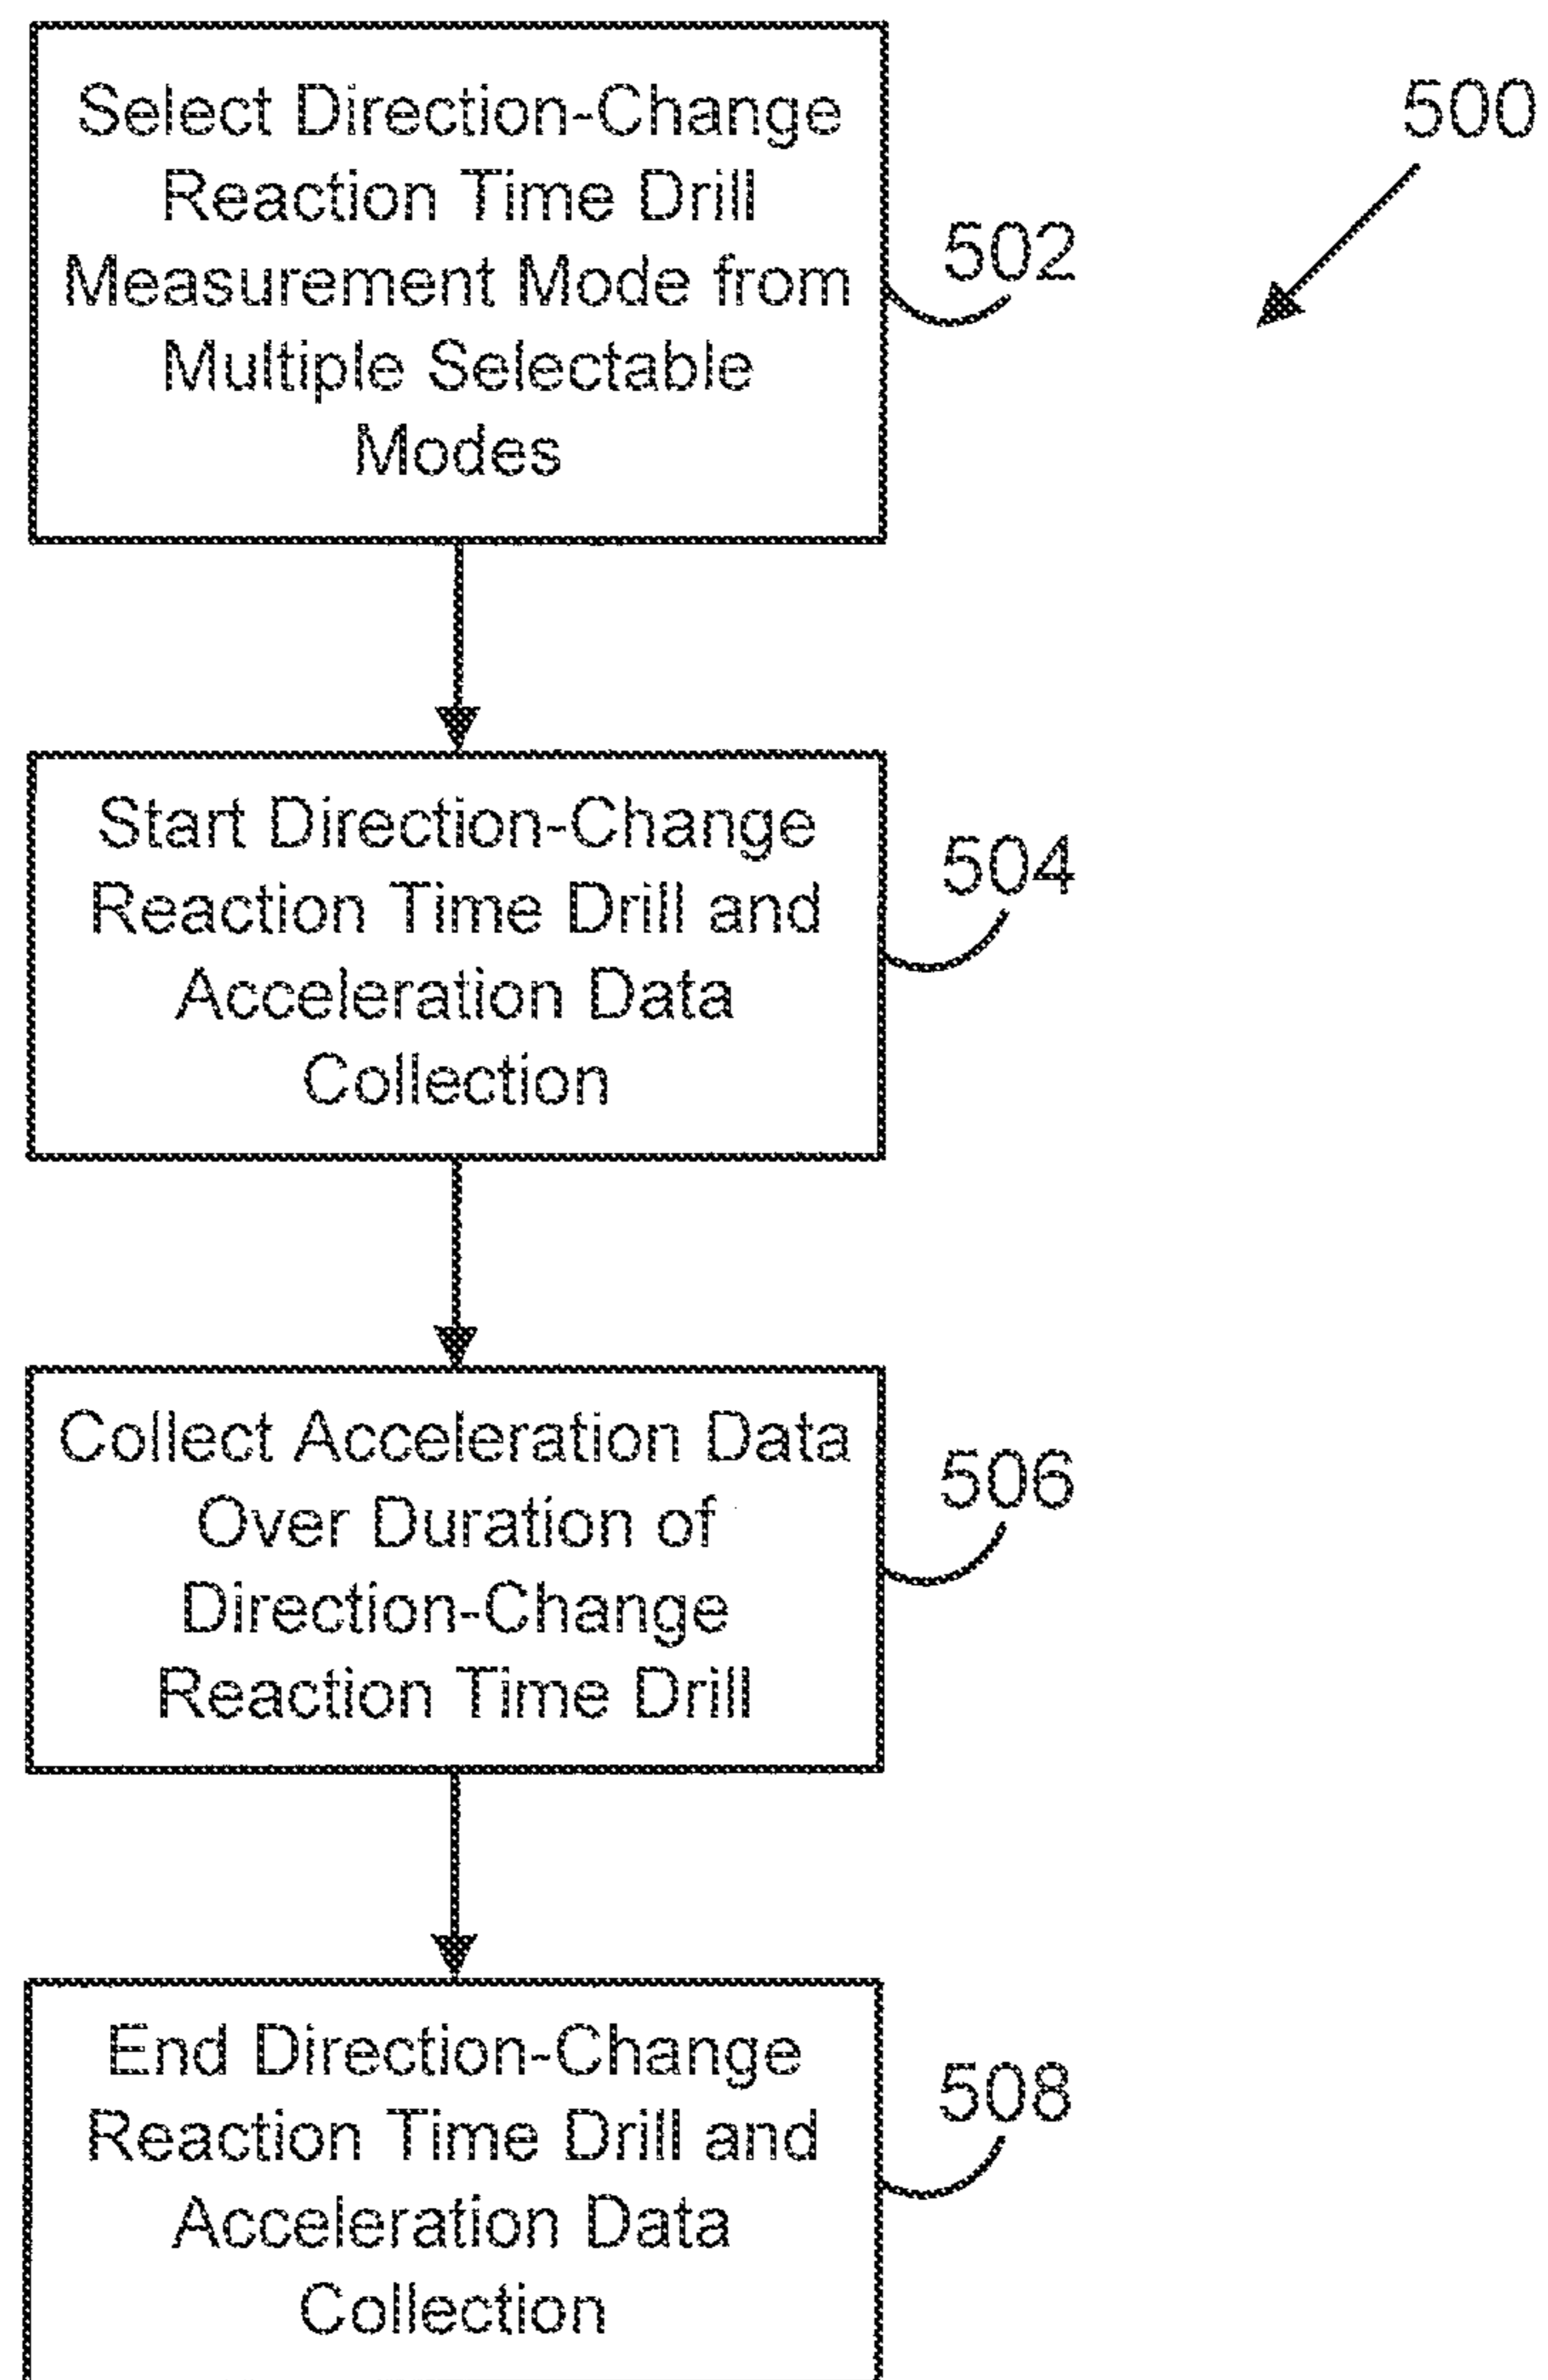 Select Direction-Change
Reaction Time Drill
Measurement Mode from
Multiple Selectable
Modes
500
502
Start Direction-Change
Reaction Time Drill and
Acceleration Data
Collection
504
Collect Acceleration Data
Over Duration of
Direction-Change
Reaction Time Drill
506
End Direction-Change
Reaction Time Drill and
Acceleration Data
Collection
508